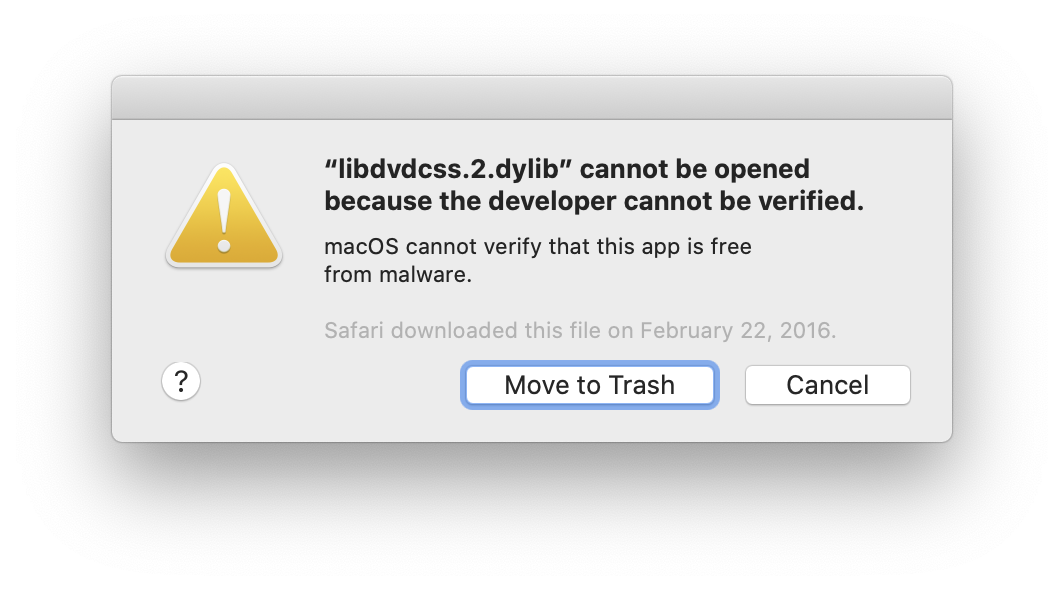 “libdvdcss.2.dylib” cannot be opened
because the developer cannot be verified.
macOS cannot verify that this app is free
from malware.
Safari downloaded this file on February 22, 2016.
?
Move to Trash
Cancel